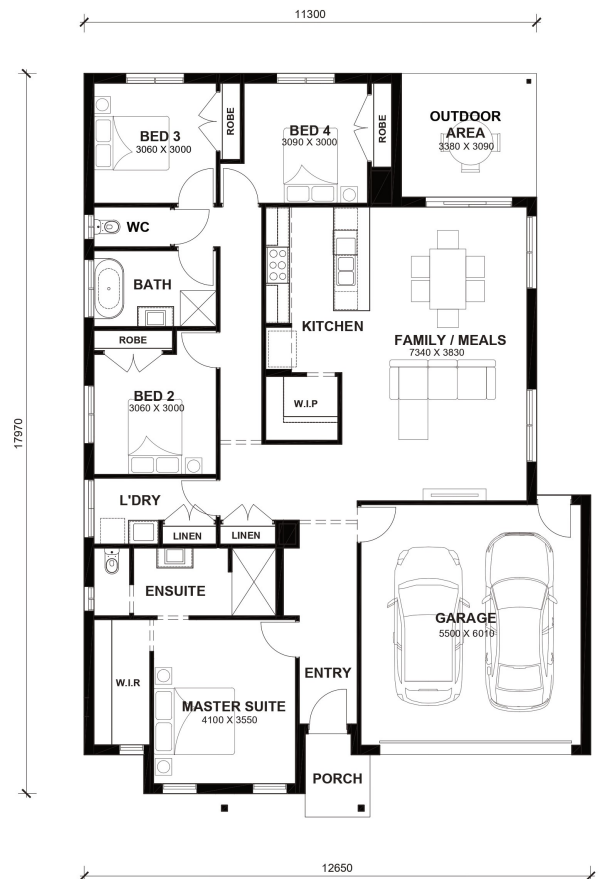 11300
OUTDOOR
AREA
3380 X 3090
ROBE
ROBE
BED 3
3060 X 3000
BED 4
3090 X 3000
WC
BATH
KITCHEN
FAMILY / MEALS
7340 X 3830
ROBE
BED 2
3060 X 3000
W.I.P
17970
L'DRY
LINEN
LINEN
ENSUITE
GARAGE
5500 X 6010
ENTRY
W.I.R
MASTER SUITE
4100 X 3550
PORCH
12650